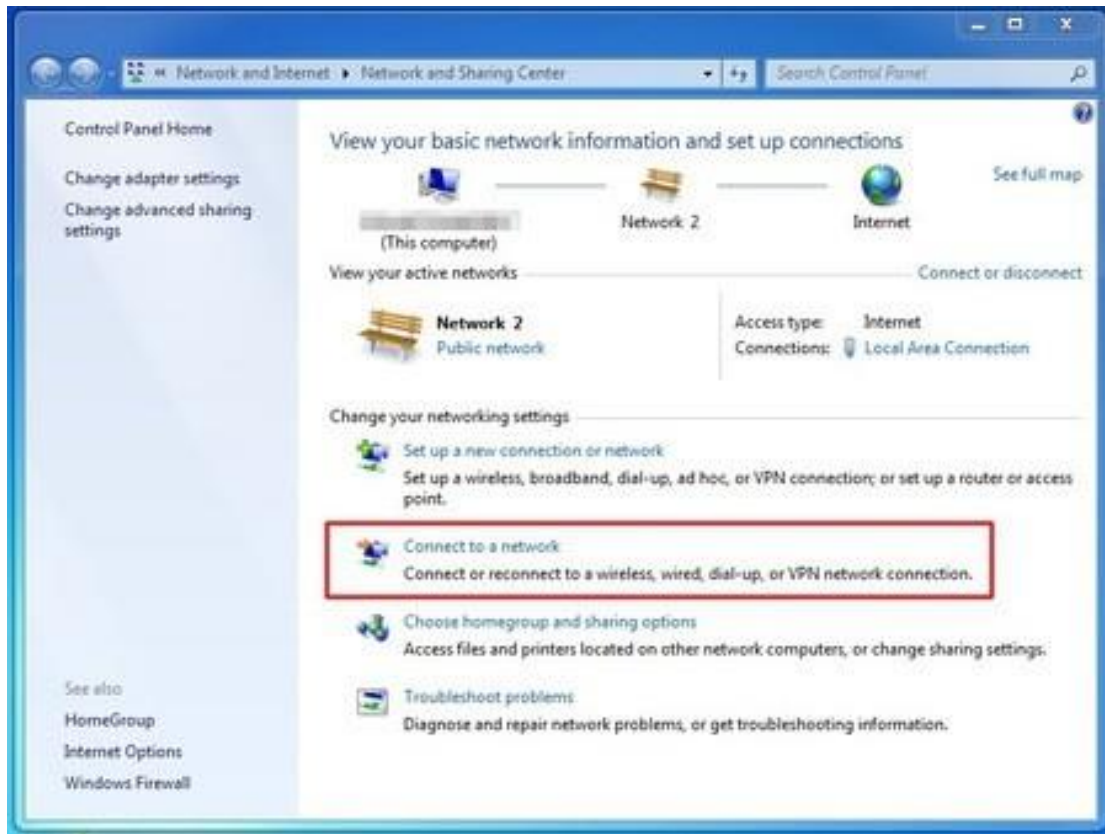 « Network and Internet ▸ Network and Sharing Center
Search Control Panel
Control Panel Home
Change adapter settings
Change advanced sharing
settings
See also
HomeGroup
Internet Options
Windows Firewall
View your basic network information and set up connections
See full map
(This computer)
Network 2
Internet
View your active networks
Connect or disconnect
Network 2
Public network
Access type: Internet
Connections: Local Area Connection
Change your networking settings
Set up a new connection or network
Set up a wireless, broadband, dial-up, ad hoc, or VPN connection; or set up a router or access
point.
Connect to a network
Connect or reconnect to a wireless, wired, dial-up, or VPN network connection.
Choose homegroup and sharing options
Access files and printers located on other network computers, or change sharing settings.
Troubleshoot problems
Diagnose and repair network problems, or get troubleshooting information.